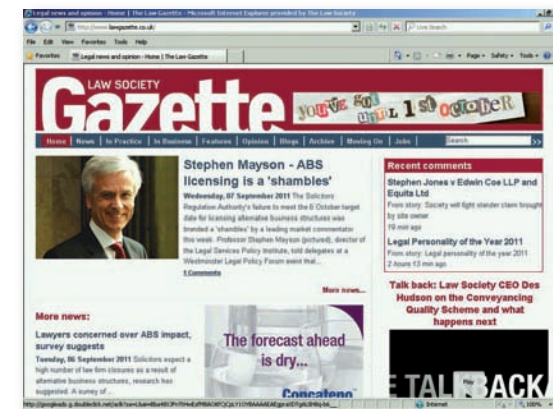 Legal news and opinion - Home | The Law Gazette - Microsoft Internet Explorer provided by The Law Society
http://www.lawgazette.co.uk/
Live Search
File Edit View Favorites Tools Help
Favorites Legal news and opinion - Home | The Law Gazette
Page Safety Tools
LAW SOCIETY
Gazette
you've got until 1st october
Home News In Practice In Business Features Opinion Blogs Archive Moving On Jobs Search >>
Stephen Mayson - ABS
licensing is a 'shambles'
Wednesday, 07 September 2011 The Solicitors
Regulation Authority's failure to meet the 6 October target
date for licensing alternative business structures was
branded a 'shambles' by a leading market commentator
this week. Professor Stephen Mayson (pictured), director of
the Legal Services Policy Institute, told delegates at a
Westminster Legal Policy Forum event that...
1 Comments
More news...
Recent comments
Stephen Jones v Edwin Coe LLP and
Equita Ltd
From story: Society will fight slander claim brought
by site owner
19 min ago
Legal Personality of the Year 2011
From story: Legal personality of the year 2011
2 hours 13 min ago
Talk back: Law Society CEO Des
Hudson on the Conveyancing
Quality Scheme and what
happens next
More news:
Lawyers concerned over ABS impact,
survey suggests
Tuesday, 06 September 2011 Solicitors expect a
high number of law firm closures as a result of
alternative business structures, research has
suggested. A survey of ...
The forecast ahead
is dry...
Concateno
E TALKBACK
100%